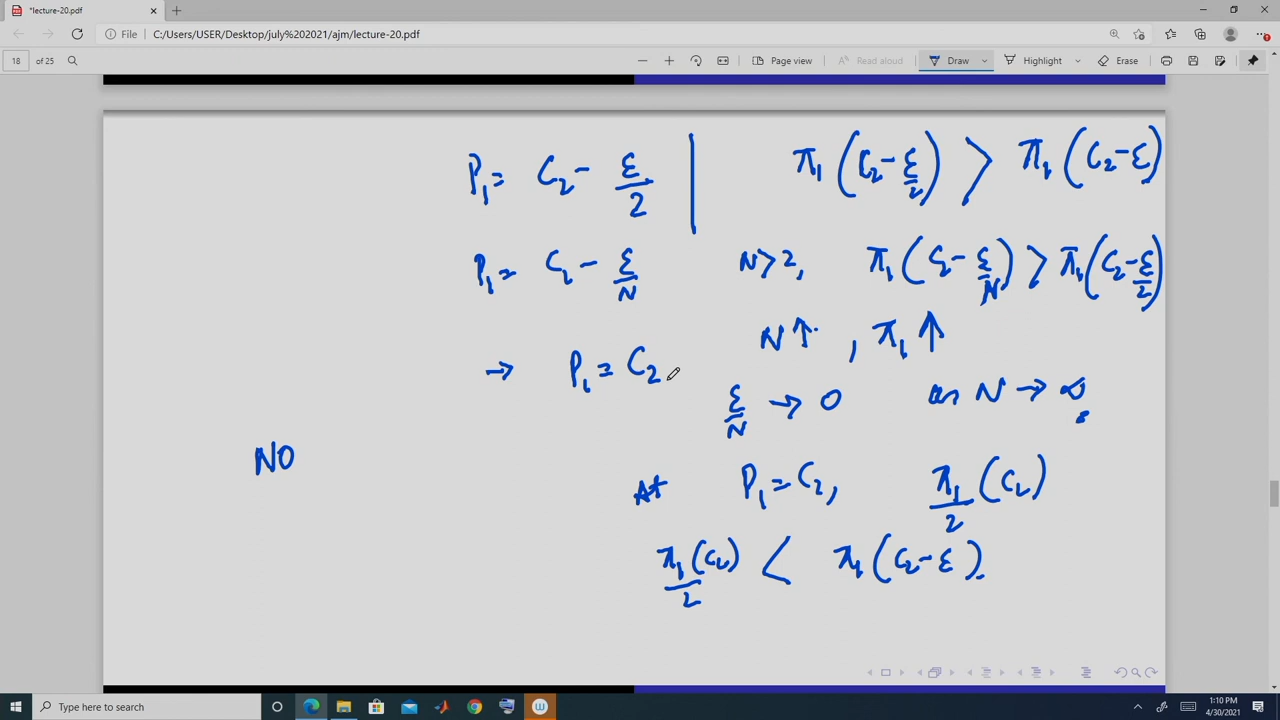 *lecture-20.pdf
File C:/Users/USER/Desktop/july%202021/ajm/lecture-20.pdf
18 of 25 Page view Read aloud Draw Highlight Erase
P₁ = C₂ - ε/2 | π₁(C₂ - ε/2) > π₁(C₂ - ε)
P₁ = C₂ - ε/N N > 2, π₁(C₂ - ε/N) > π₁(C₂ - ε/2)
N ↑ , π₁ ↑
→ P₁ = C₂
ε/N → 0 as N → ∞
NO
At P₁ = C₂, π₁/2 (C₂)
π₁(C₂)/2 < π₁(C₂ - ε).
Type here to search
1:10 PM
4/30/2021